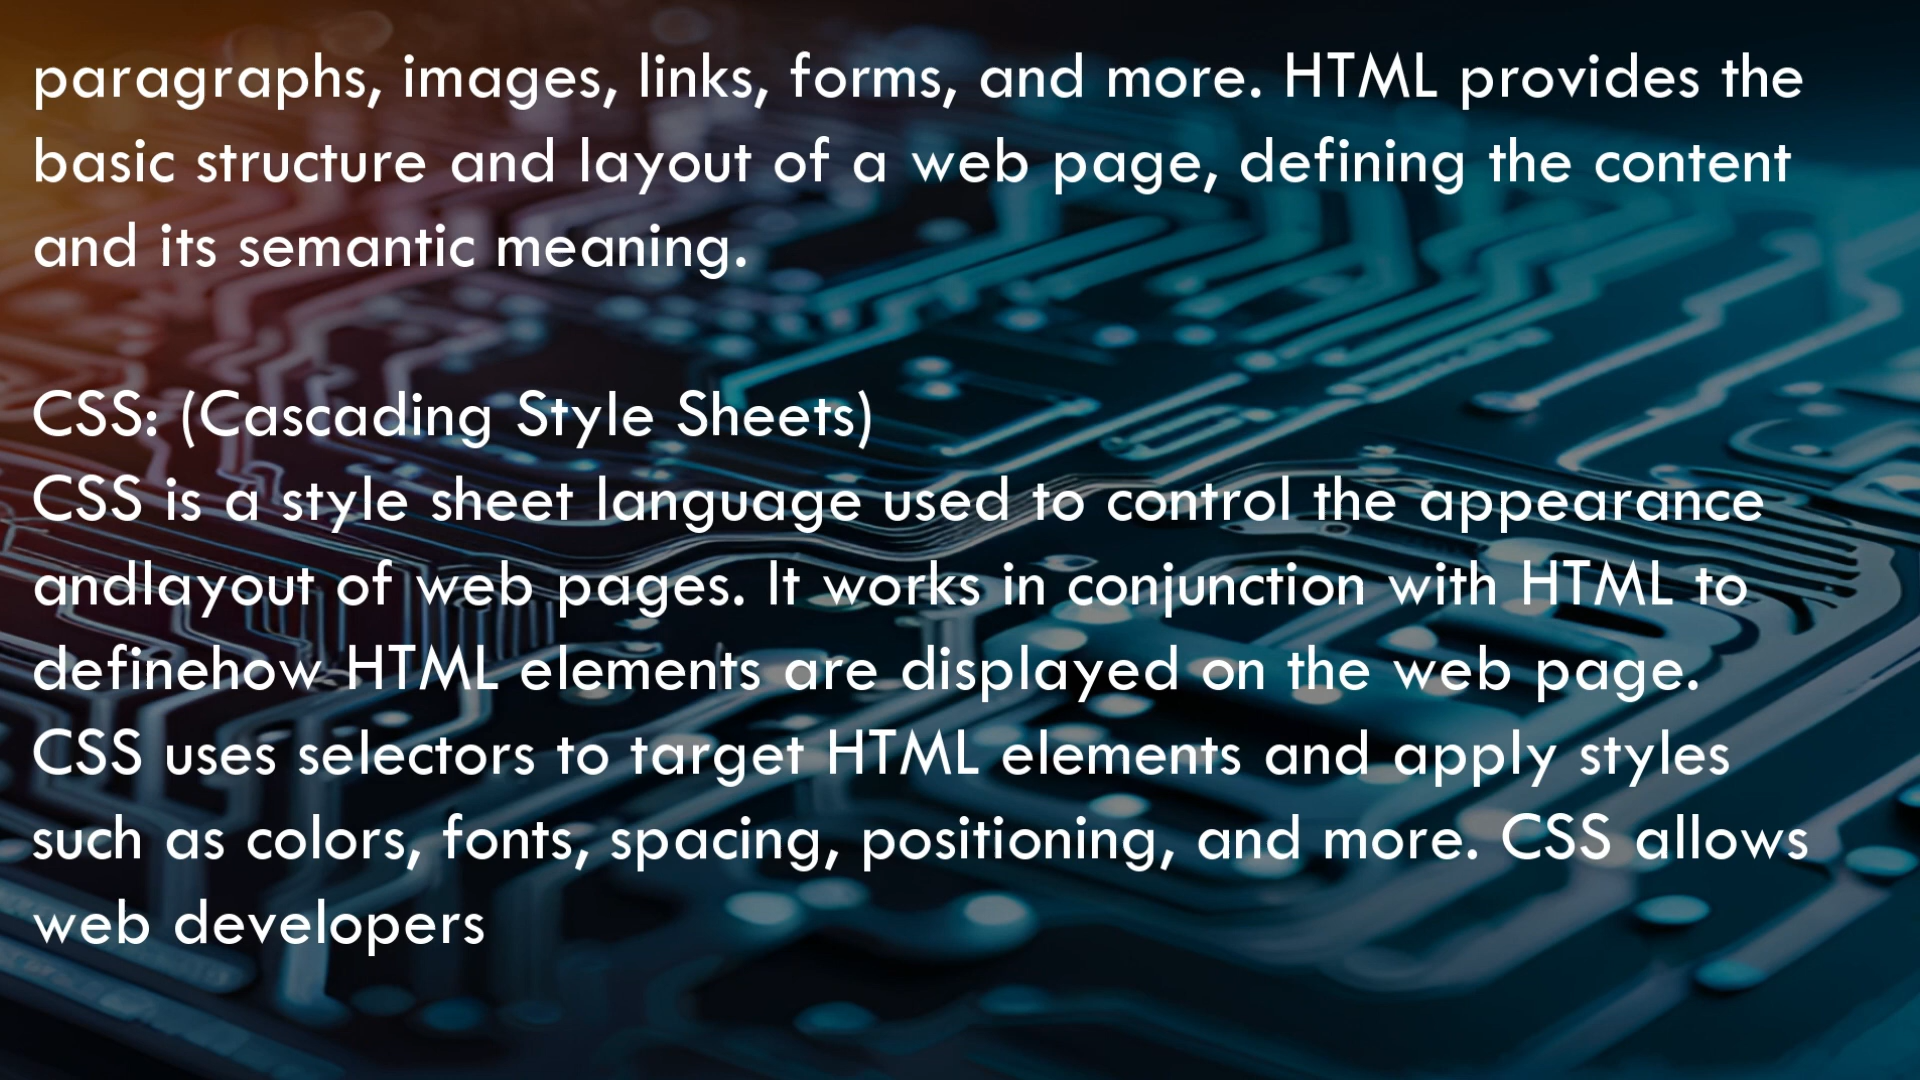 paragraphs, images, links, forms, and more. HTML provides the
basic structure and layout of a web page, defining the content
and its semantic meaning.
CSS: (Cascading Style Sheets)
CSS is a style sheet language used to control the appearance
andlayout of web pages. It works in conjunction with HTML to
definehow HTML elements are displayed on the web page.
CSS uses selectors to target HTML elements and apply styles
such as colors, fonts, spacing, positioning, and more. CSS allows
web developers